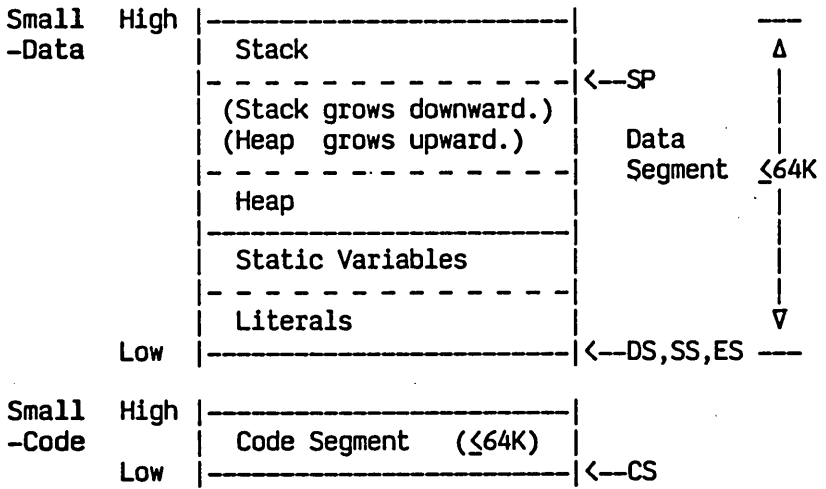 Small High
-Data Stack
<--SP
(Stack grows downward.)
(Heap grows upward.) Data
Segment ≤64K
Heap
Static Variables
Literals
Low <--DS,SS,ES
Small High
-Code Code Segment (≤64K)
Low <--CS